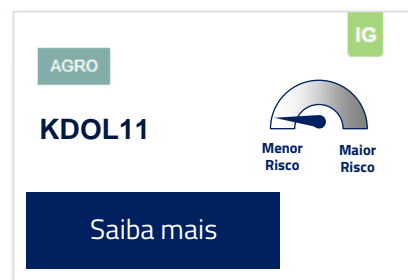 IG
AGRO
KDOL11
Menor
Risco
Maior
Risco
Saiba mais